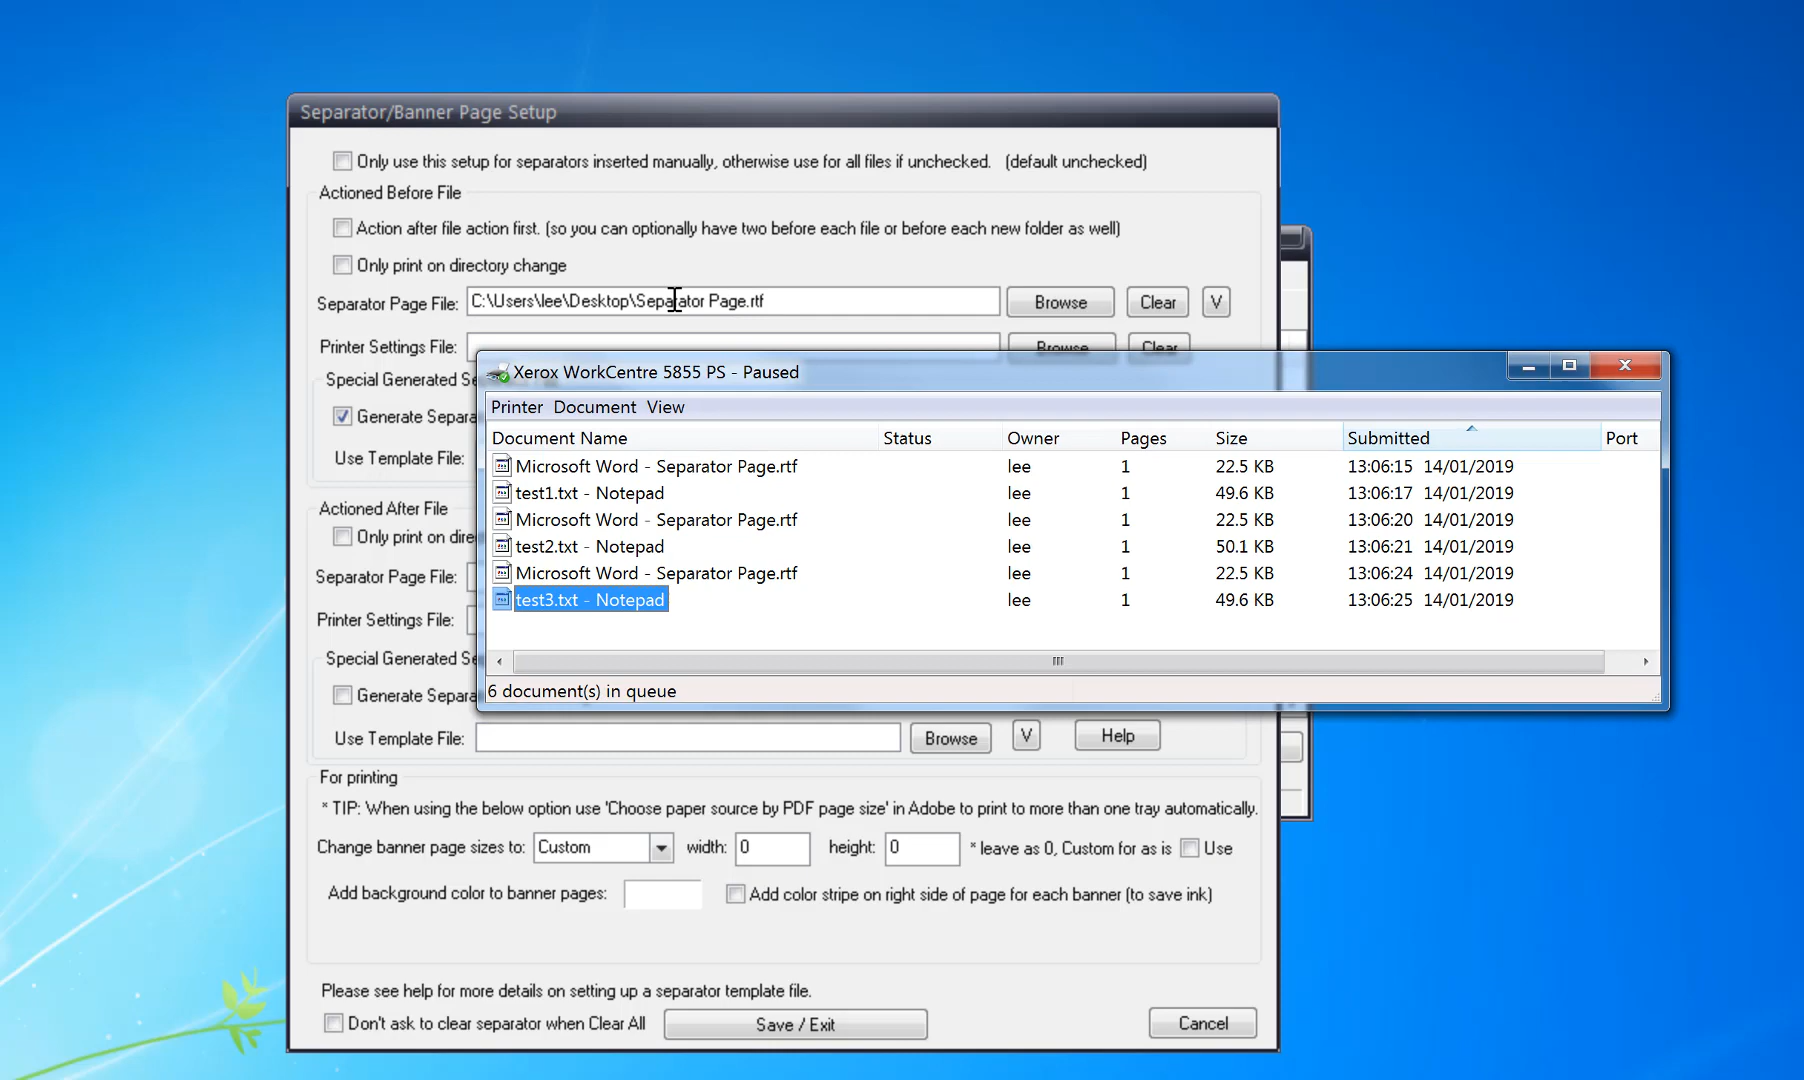 Separator/Banner Page Setup
Only use this setup for separators inserted manually, otherwise use for all files if unchecked. (default unchecked)
Actioned Before File
Action after file action first. (so you can optionally have two before each file or before each new folder as well)
Only print on directory change
Separator Page File: C:\Users\lee\Desktop\Separator Page.rtf Browse Clear V
Printer Settings File: Browse Clear
Special Generated Se
Generate Separa
Use Template File:
Actioned After File
Only print on dire
Separator Page File:
Printer Settings File:
Special Generated Se
Generate Separa
Xerox WorkCentre 5855 PS - Paused
Printer Document View
Document Name Status Owner Pages Size Submitted Port
Microsoft Word - Separator Page.rtf lee 1 22.5 KB 13:06:15 14/01/2019
test1.txt - Notepad lee 1 49.6 KB 13:06:17 14/01/2019
Microsoft Word - Separator Page.rtf lee 1 22.5 KB 13:06:20 14/01/2019
test2.txt - Notepad lee 1 50.1 KB 13:06:21 14/01/2019
Microsoft Word - Separator Page.rtf lee 1 22.5 KB 13:06:24 14/01/2019
test3.txt - Notepad lee 1 49.6 KB 13:06:25 14/01/2019
6 document(s) in queue
Use Template File: Browse V Help
For printing
* TIP: When using the below option use 'Choose paper source by PDF page size' in Adobe to print to more than one tray automatically.
Change banner page sizes to: Custom width: 0 height: 0 * leave as 0, Custom for as is Use
Add background color to banner pages: Add color stripe on right side of page for each banner (to save ink)
Please see help for more details on setting up a separator template file.
Don't ask to clear separator when Clear All Save / Exit Cancel